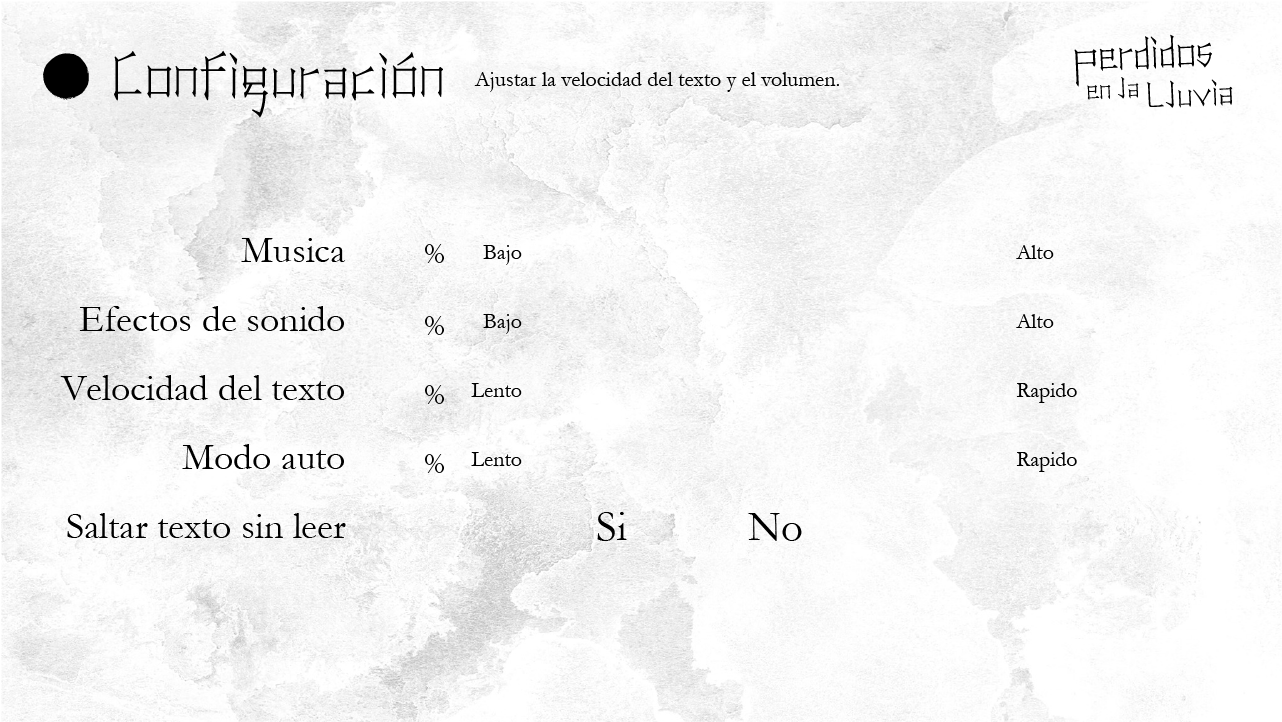 Configuración
Ajustar la velocidad del texto y el volumen.
perdidos
en la Lluvia
Musica % Bajo Alto
Efectos de sonido % Bajo Alto
Velocidad del texto % Lento Rapido
Modo auto % Lento Rapido
Saltar texto sin leer Si No